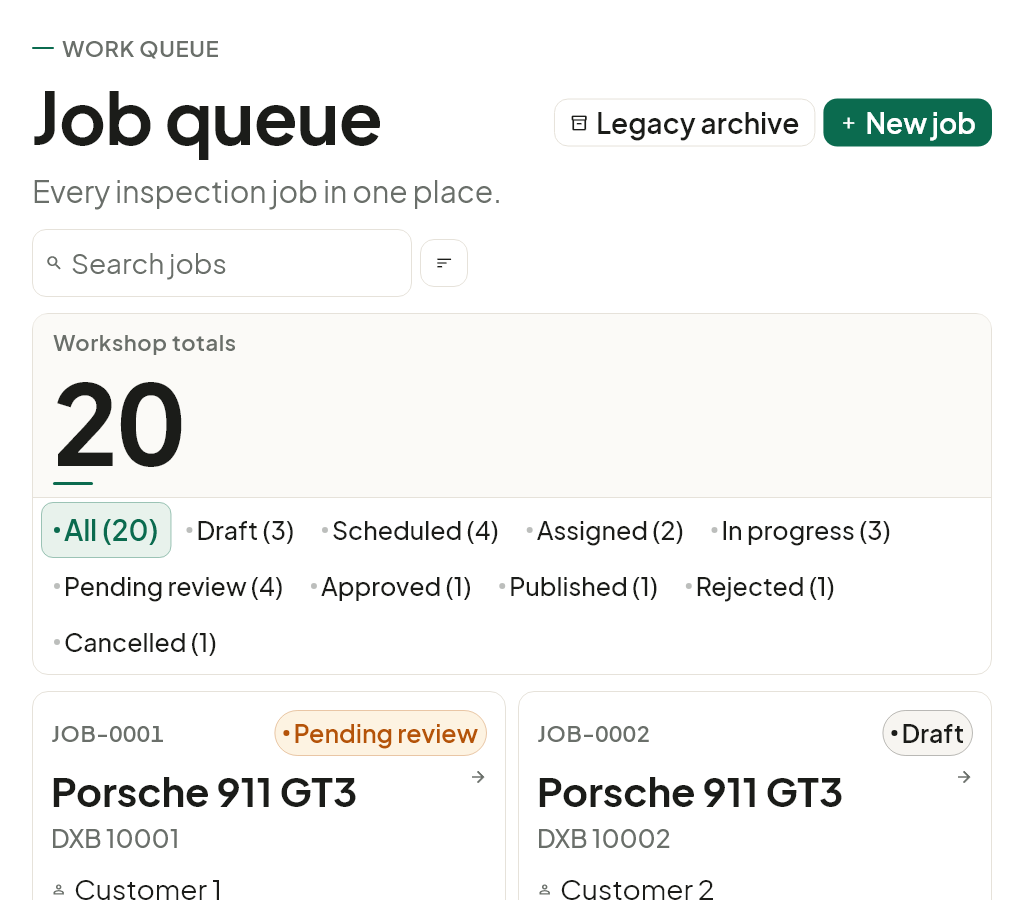 WORK QUEUE
Job queue
Legacy archive
+ New job
Every inspection job in one place.
Search jobs
Workshop totals
20
All (20) Draft (3) Scheduled (4) Assigned (2) In progress (3)
Pending review (4) Approved (1) Published (1) Rejected (1)
Cancelled (1)
JOB-0001 Pending review
Porsche 911 GT3
DXB 10001
Customer 1
JOB-0002 Draft
Porsche 911 GT3
DXB 10002
Customer 2